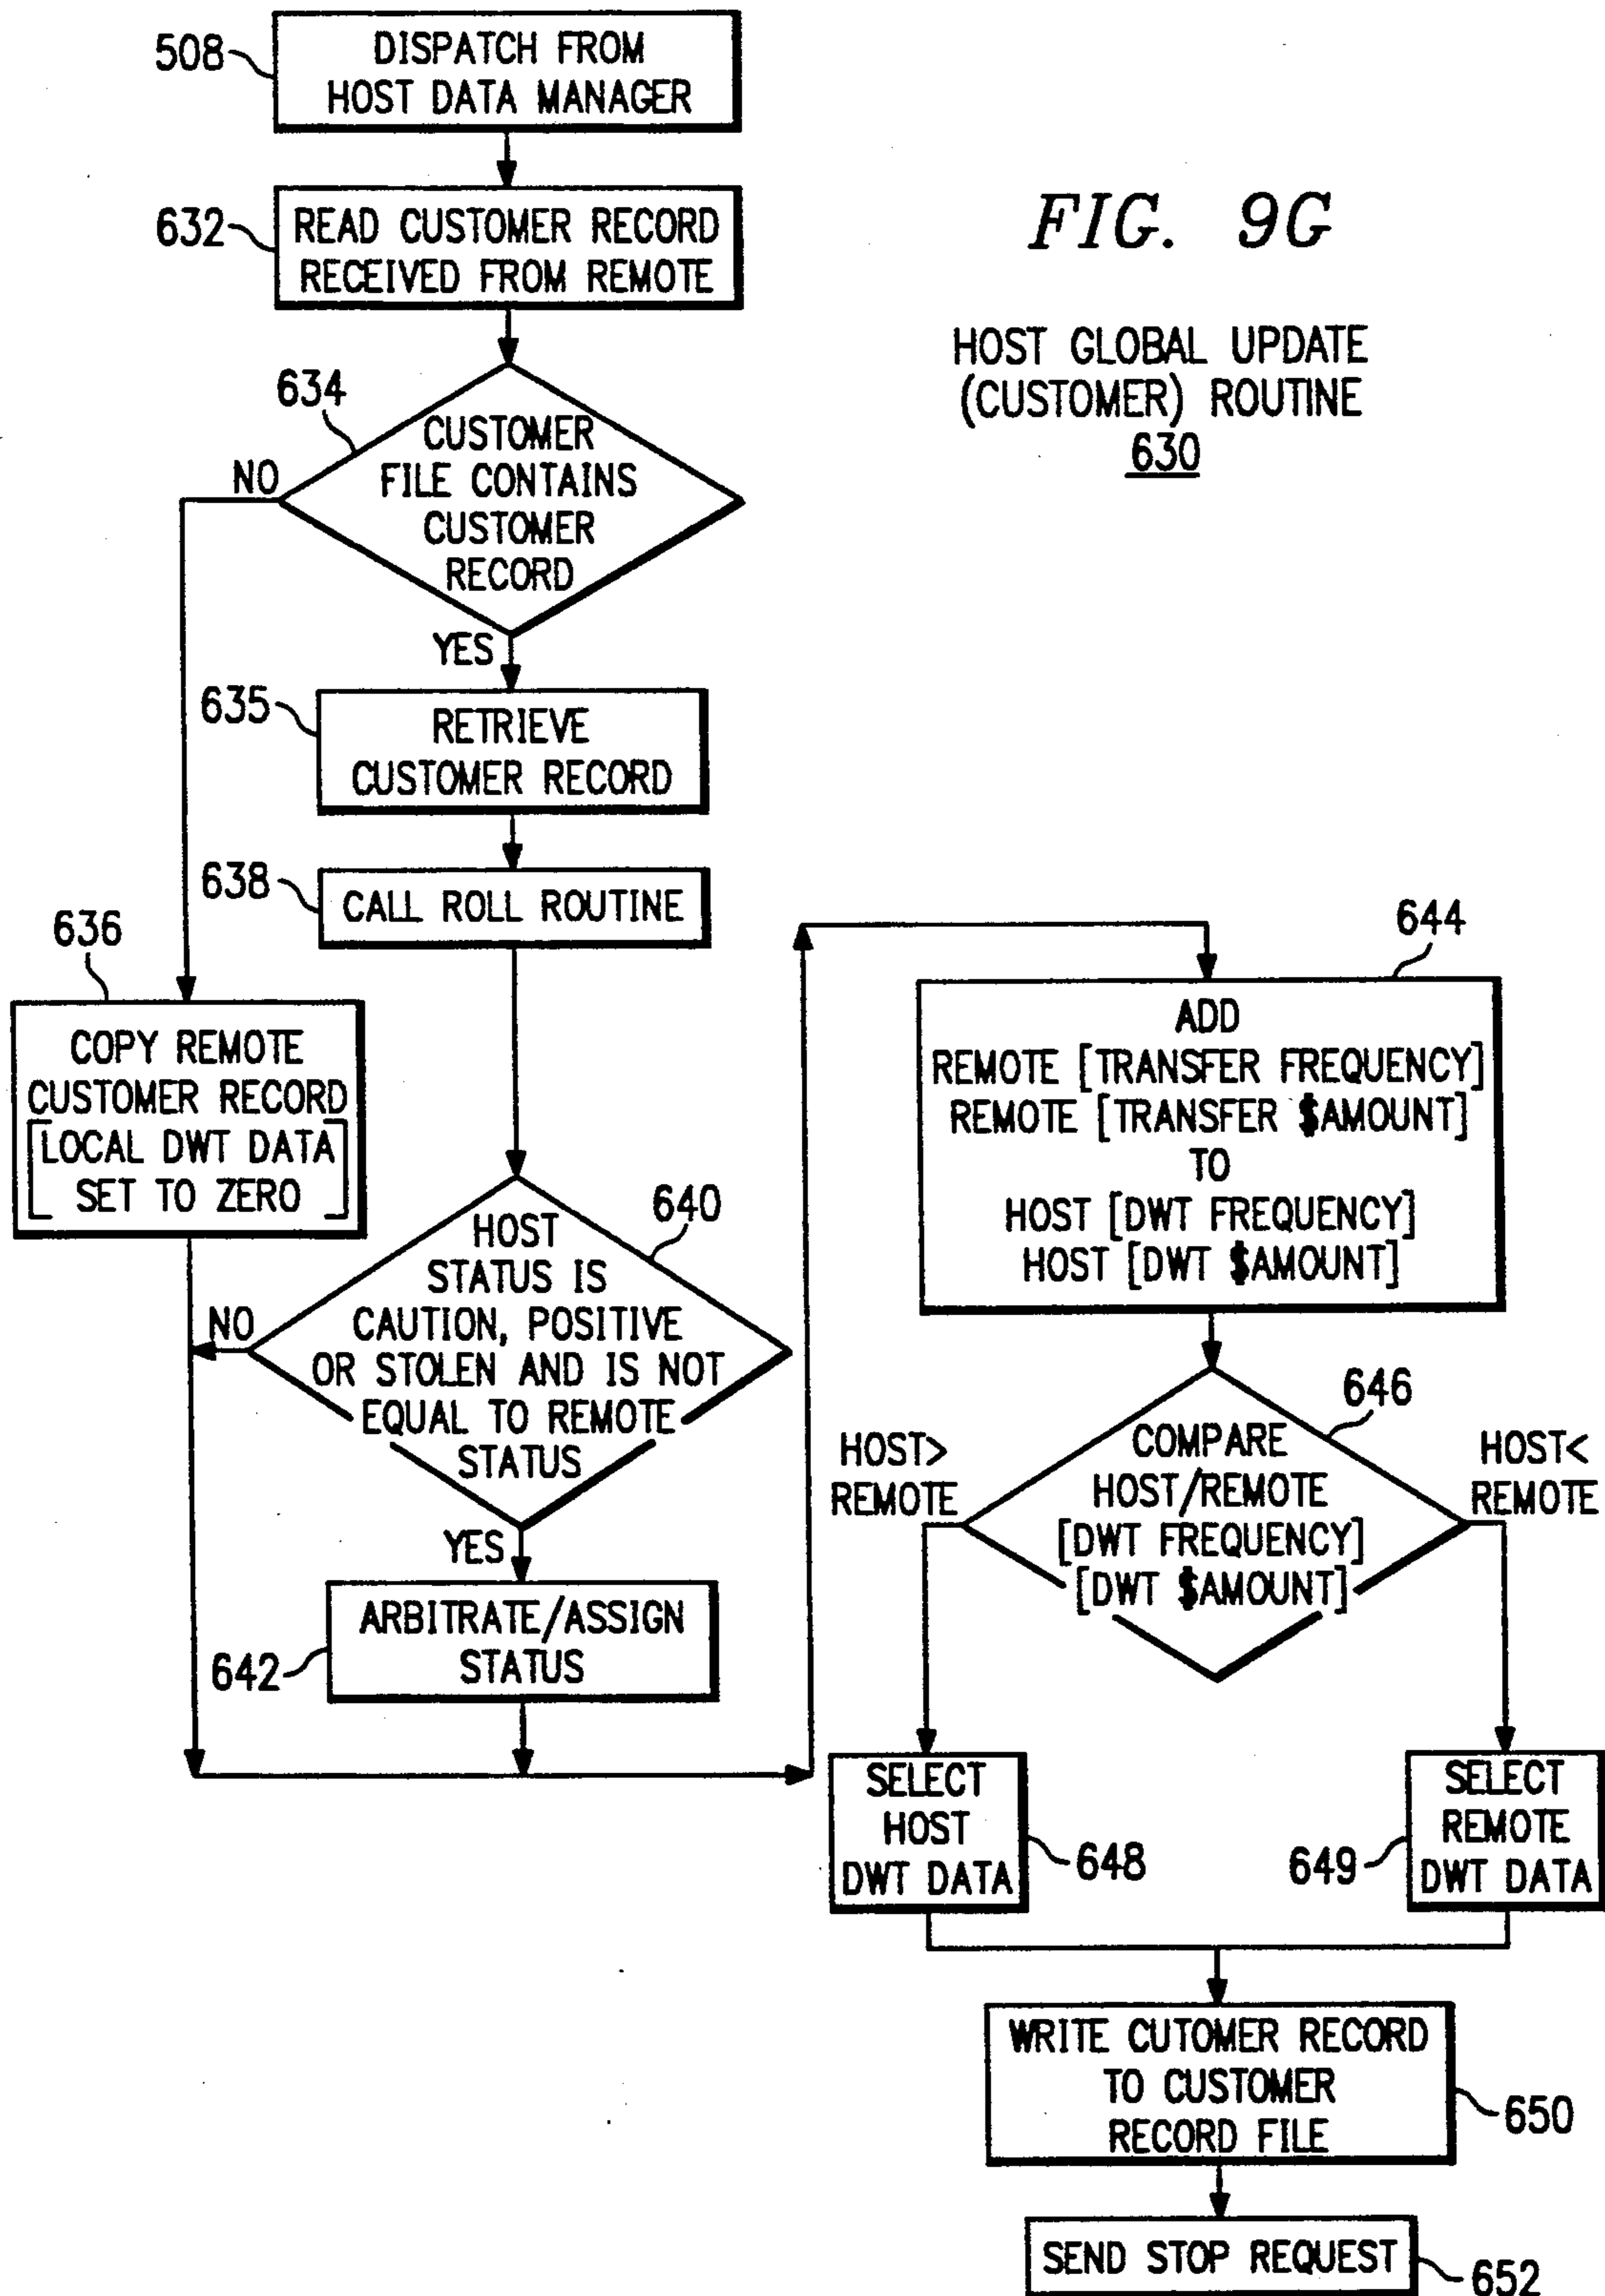 508
DISPATCH FROM
HOST DATA MANAGER
632
READ CUSTOMER RECORD
RECEIVED FROM REMOTE
FIG. 9G
HOST GLOBAL UPDATE
(CUSTOMER) ROUTINE
630
634
CUSTOMER
FILE CONTAINS
CUSTOMER
RECORD
NO
YES
635
RETRIEVE
CUSTOMER RECORD
638
CALL ROLL ROUTINE
636
COPY REMOTE
CUSTOMER RECORD
[LOCAL DWT DATA
SET TO ZERO]
640
HOST
STATUS IS
CAUTION, POSITIVE
OR STOLEN AND IS NOT
EQUAL TO REMOTE
STATUS
NO
YES
642
ARBITRATE/ASSIGN
STATUS
644
ADD
REMOTE [TRANSFER FREQUENCY]
REMOTE [TRANSFER $AMOUNT]
TO
HOST [DWT FREQUENCY]
HOST [DWT $AMOUNT]
646
COMPARE
HOST/REMOTE
[DWT FREQUENCY]
[DWT $AMOUNT]
HOST>
REMOTE
HOST<
REMOTE
SELECT
HOST
DWT DATA
648
649
SELECT
REMOTE
DWT DATA
WRITE CUTOMER RECORD
TO CUSTOMER
RECORD FILE
650
SEND STOP REQUEST
652